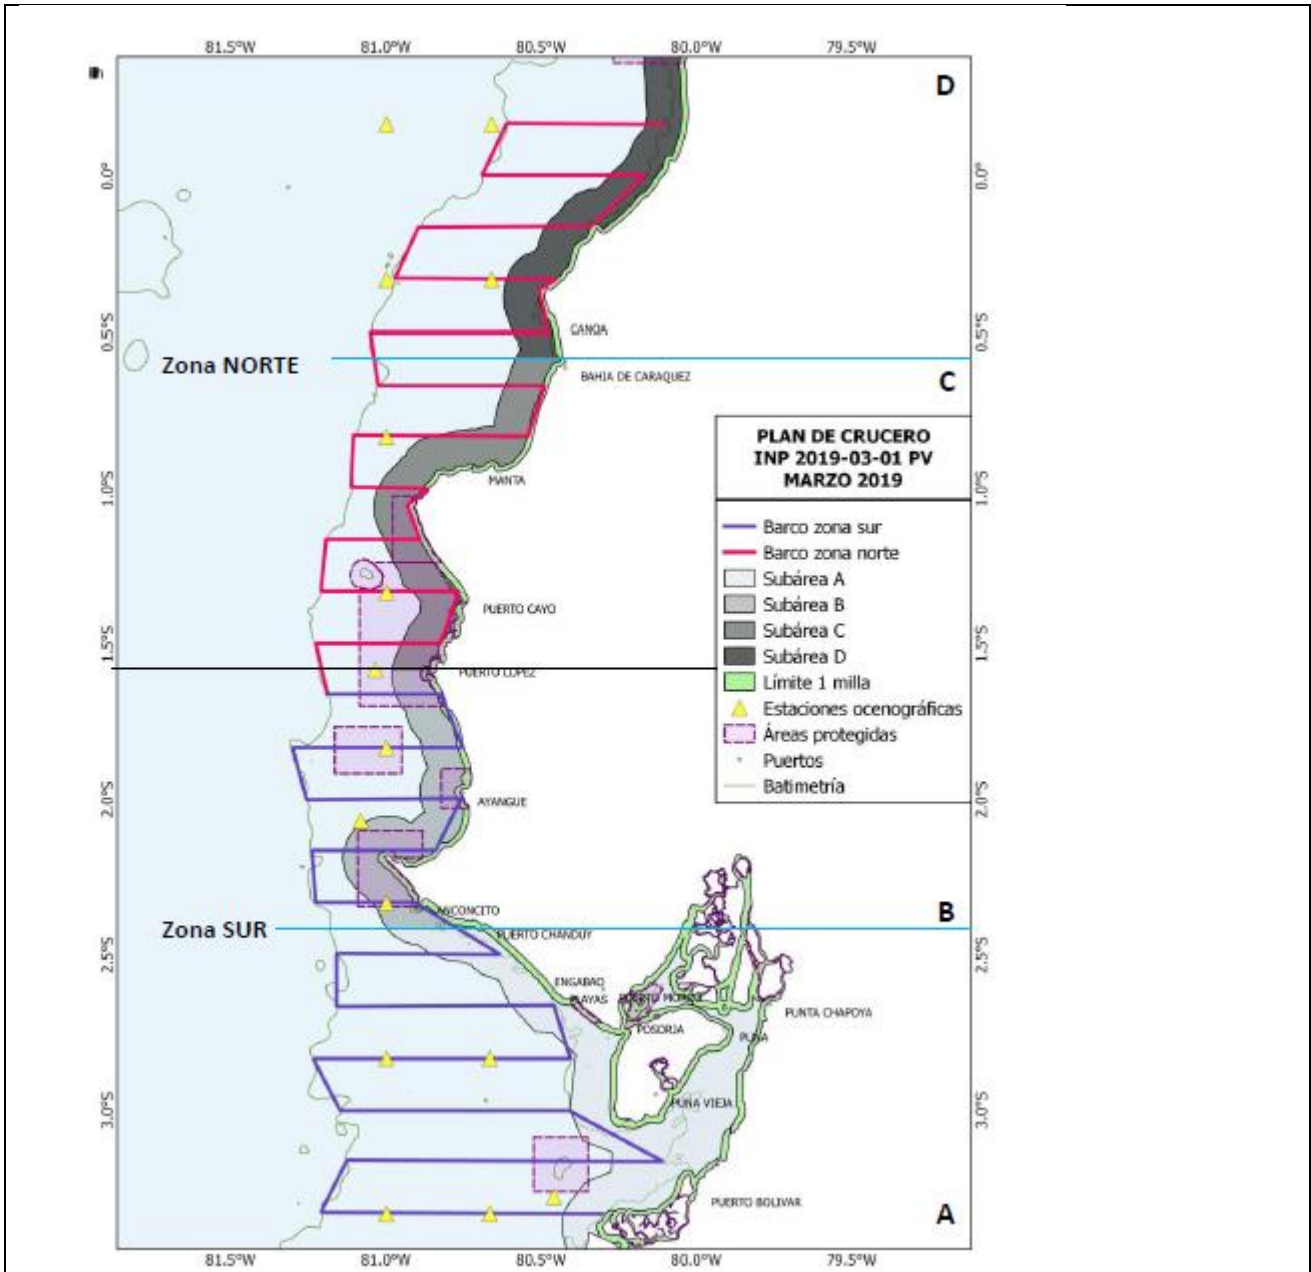 81.5°W 81.0°W 80.5°W 80.0°W 79.5°W
D
0.0° 0.0°
0.5°S CANOA 0.5°S
Zona NORTE
BAHIA DE CARAQUEZ C
PLAN DE CRUCERO
INP 2019-03-01 PV
MARZO 2019
MANTA
1.0°S 1.0°S
Barco zona sur
Barco zona norte
Subárea A
Subárea B
Subárea C
Subárea D
Límite 1 milla
Estaciones ocenográficas
Áreas protegidas
Puertos
Batimetría
PUERTO CAYO
1.5°S 1.5°S
PUERTO LOPEZ
2.0°S AYANGUE 2.0°S
ANCONCITO B
Zona SUR
PUERTO CHANDUY
2.5°S 2.5°S
ENGABAO
PLAYAS
PUNTA CHAPOYA
POSORJA
PUNA
PUNA VIEJA
3.0°S 3.0°S
PUERTO BOLIVAR
A
81.5°W 81.0°W 80.5°W 80.0°W 79.5°W